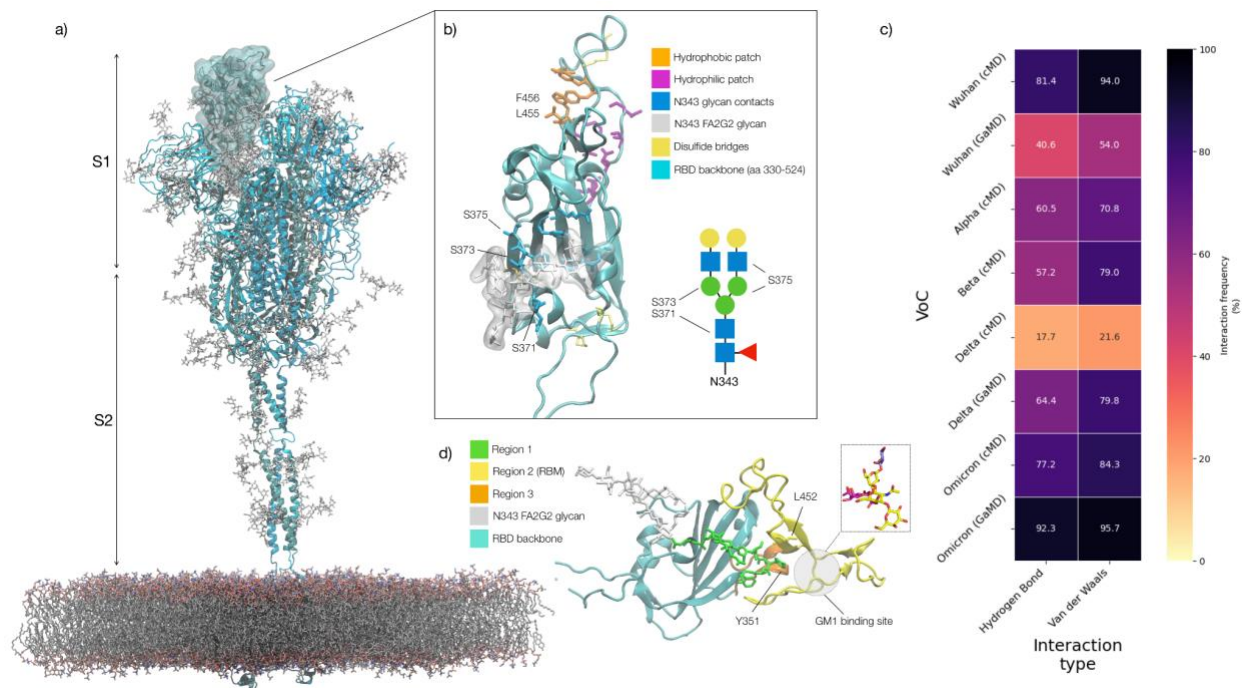 a)
S1
S2
b)
F456
L455
S375
S373
S371
Hydrophobic patch
Hydrophilic patch
N343 glycan contacts
N343 FA2G2 glycan
Disulfide bridges
RBD backbone (aa 330-524)
S375
S373
S371
N343
c)
VoC
Wuhan (cMD)
81.4 94.0
Wuhan (GaMD)
40.6 54.0
Alpha (cMD)
60.5 70.8
Beta (cMD)
57.2 79.0
Delta (cMD)
17.7 21.6
Delta (GaMD)
64.4 79.8
Omicron (cMD)
77.2 84.3
Omicron (GaMD)
92.3 95.7
Hydrogen Bond
Van der Waals
Interaction
type
100
80
60
40
20
0
Interaction frequency
(%)
d)
Region 1
Region 2 (RBM)
Region 3
N343 FA2G2 glycan
RBD backbone
L452
Y351
GM1 binding site